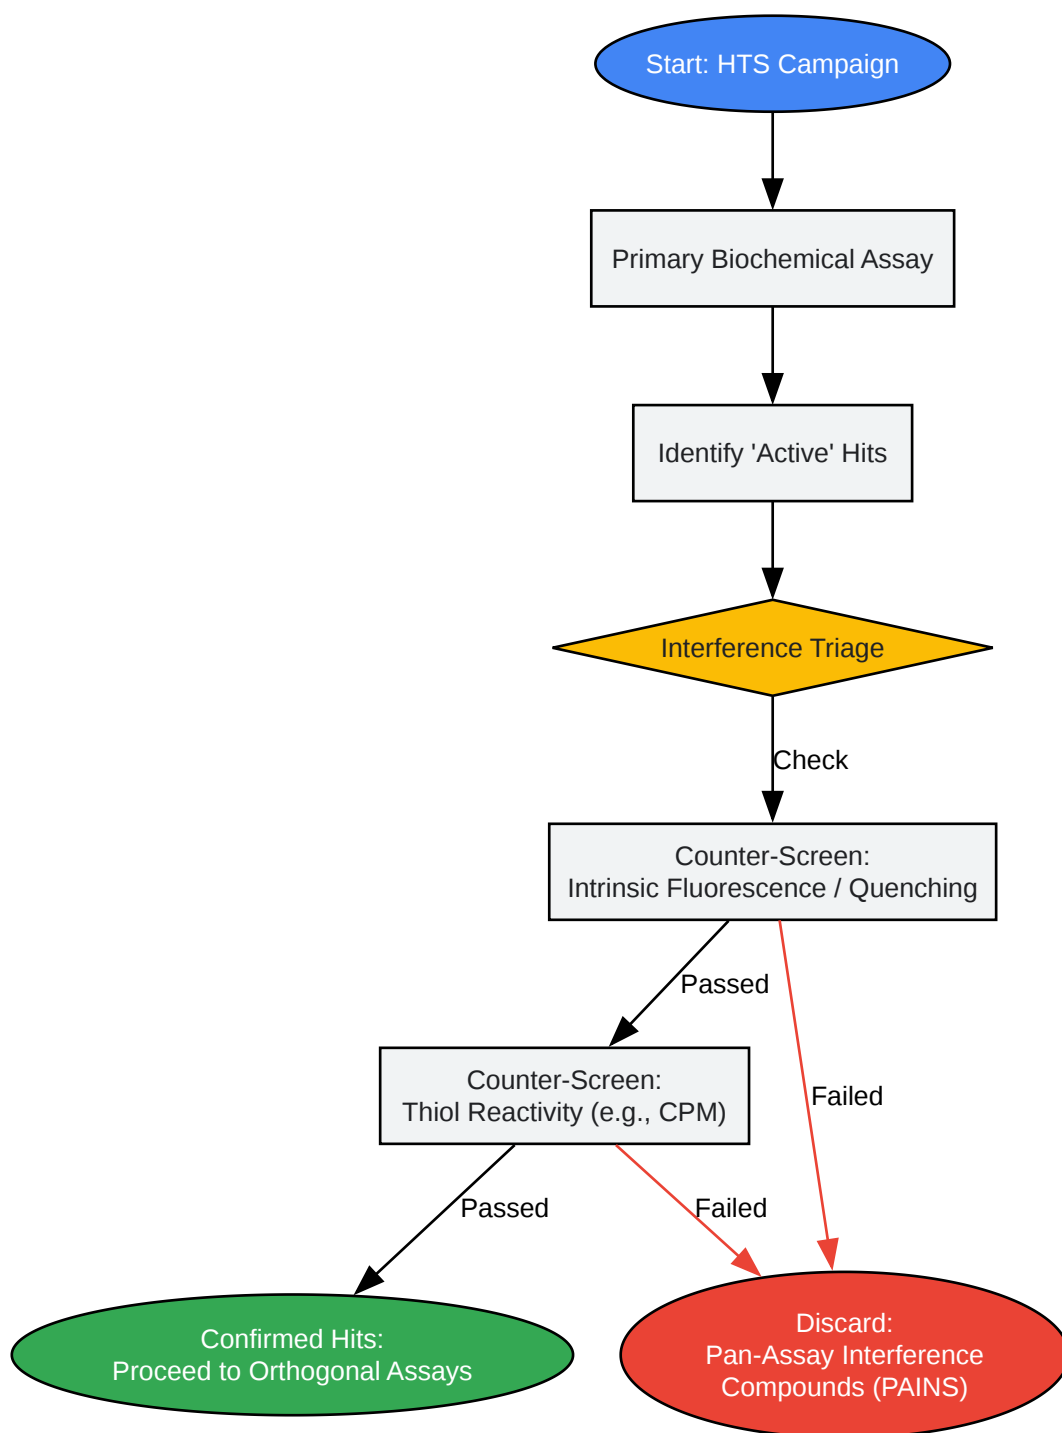 Start: HTS Campaign
Primary Biochemical Assay
Identify 'Active' Hits
Interference Triage
Check
Counter-Screen:
Intrinsic Fluorescence / Quenching
Passed
Counter-Screen:
Thiol Reactivity (e.g., CPM)
Failed
Passed
Failed
Confirmed Hits:
Proceed to Orthogonal Assays
Discard:
Pan-Assay Interference
Compounds (PAINS)